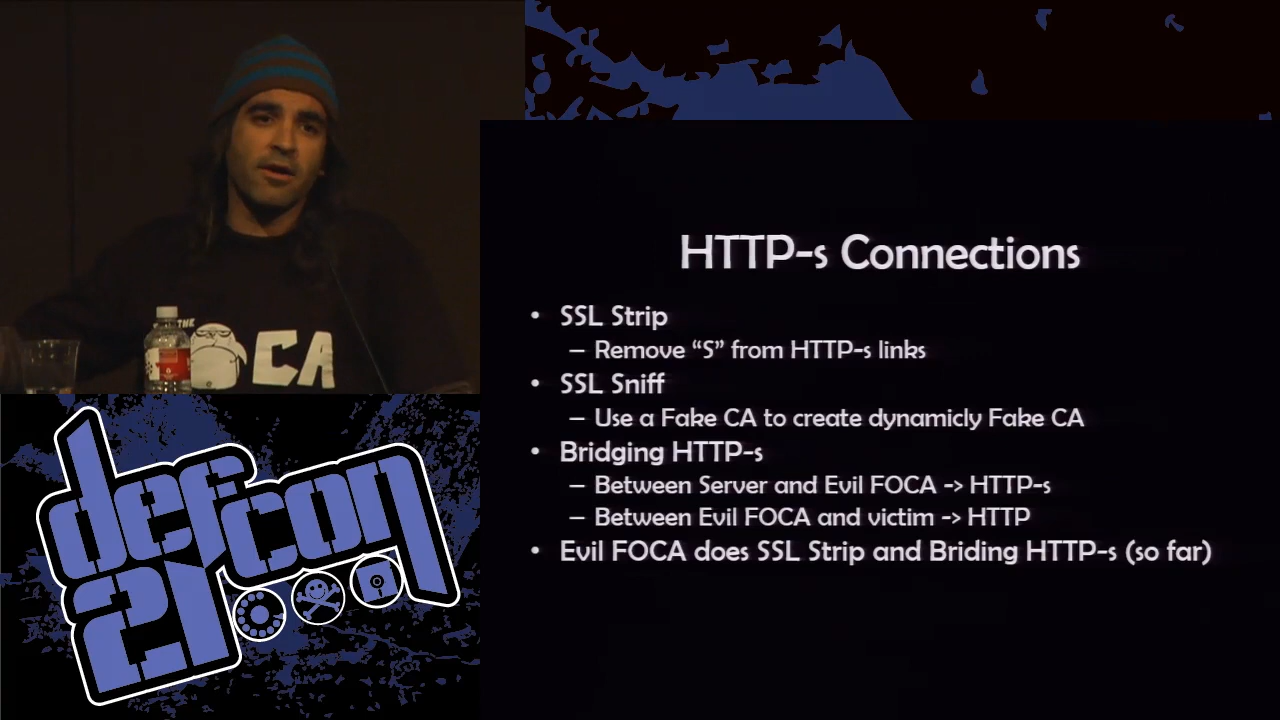 THE
FOCA
defcon
21
HTTP-s Connections
• SSL Strip
– Remove “S” from HTTP-s links
• SSL Sniff
– Use a Fake CA to create dynamicly Fake CA
• Bridging HTTP-s
– Between Server and Evil FOCA -> HTTP-s
– Between Evil FOCA and victim -> HTTP
• Evil FOCA does SSL Strip and Briding HTTP-s (so far)